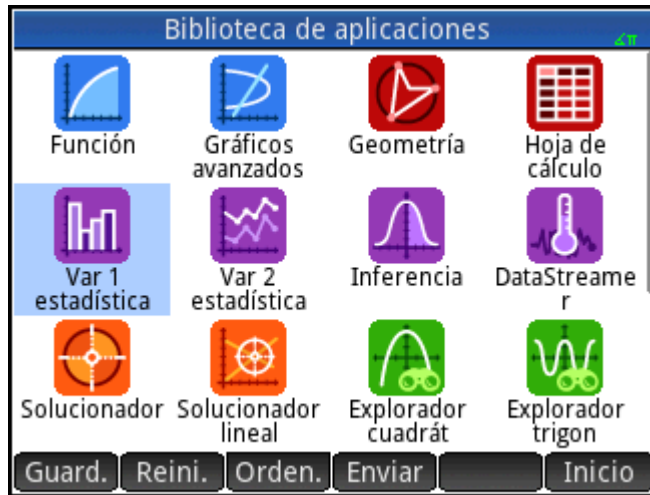 Biblioteca de aplicaciones
∡π
Función
Gráficos
avanzados
Geometría
Hoja de
cálculo
Var 1
estadística
Var 2
estadística
Inferencia
DataStreame
r
Solucionador
Solucionador
lineal
Explorador
cuadrát
Explorador
trigon
Guard. Reini. Orden. Enviar Inicio